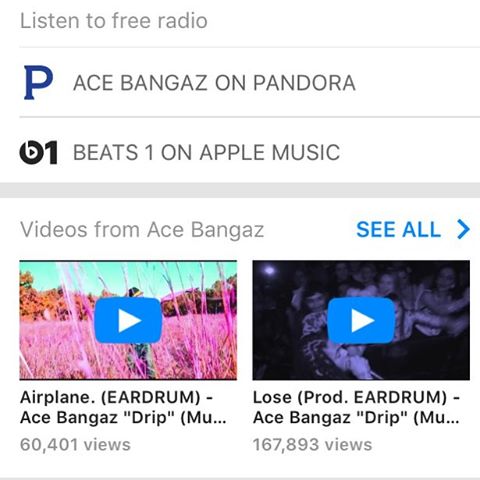 Listen to free radio
P ACE BANGAZ ON PANDORA
b1 BEATS 1 ON APPLE MUSIC
Videos from Ace Bangaz SEE ALL
Airplane. (EARDRUM) -
Ace Bangaz "Drip" (Mu...
60,401 views
Lose (Prod. EARDRUM) -
Ace Bangaz "Drip" (Mu...
167,893 views